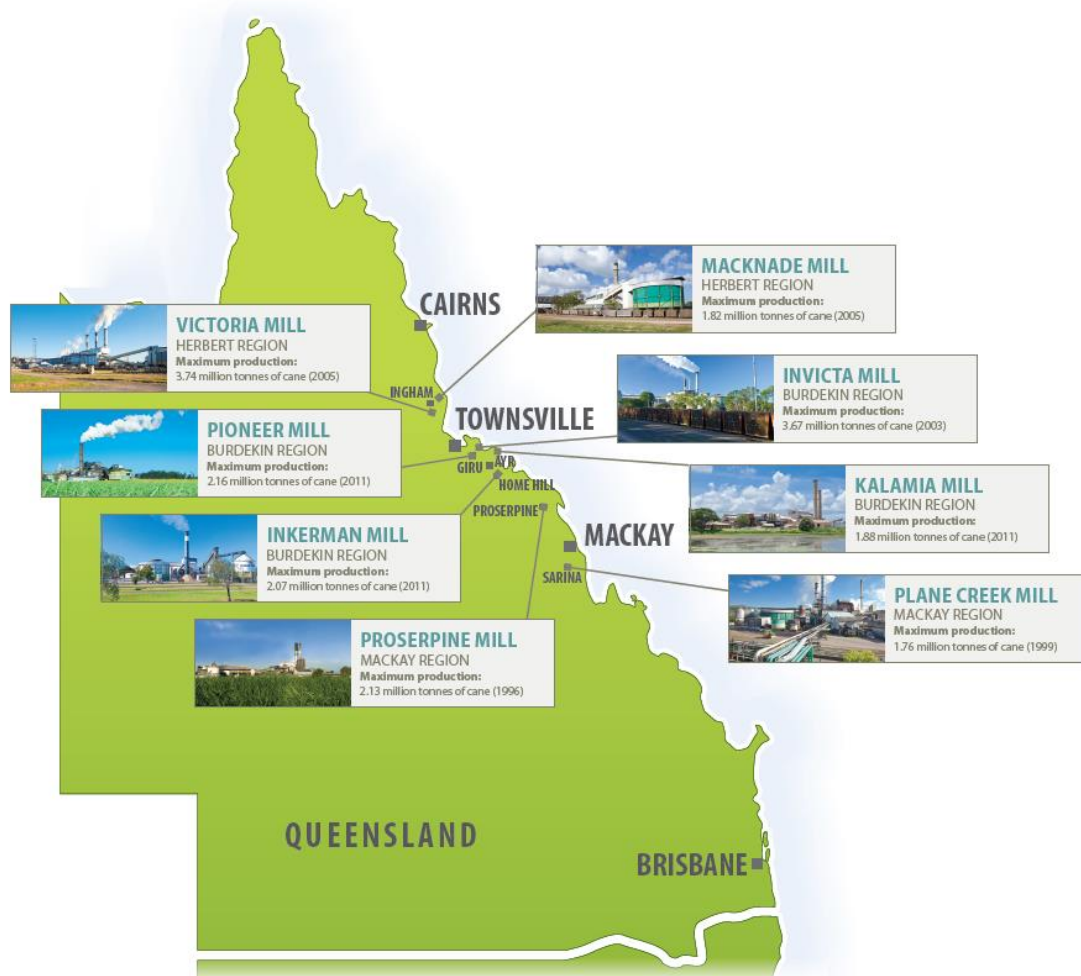 MACKNADE MILL
HERBERT REGION
Maximum production:
1.82 million tonnes of cane (2005)
CAIRNS
VICTORIA MILL
HERBERT REGION
Maximum production:
3.74 million tonnes of cane (2005)
INVICTA MILL
BURDEKIN REGION
Maximum production:
3.67 million tonnes of cane (2003)
INGHAM
TOWNSVILLE
PIONEER MILL
BURDEKIN REGION
Maximum production:
2.16 million tonnes of cane (2011)
GIRU
AYR
HOME HILL
KALAMIA MILL
BURDEKIN REGION
Maximum production:
1.88 million tonnes of cane (2011)
PROSERPINE
INKERMAN MILL
BURDEKIN REGION
Maximum production:
2.07 million tonnes of cane (2011)
MACKAY
SARINA
PLANE CREEK MILL
MACKAY REGION
Maximum production:
1.76 million tonnes of cane (1999)
PROSERPINE MILL
MACKAY REGION
Maximum production:
2.13 million tonnes of cane (1996)
QUEENSLAND
BRISBANE